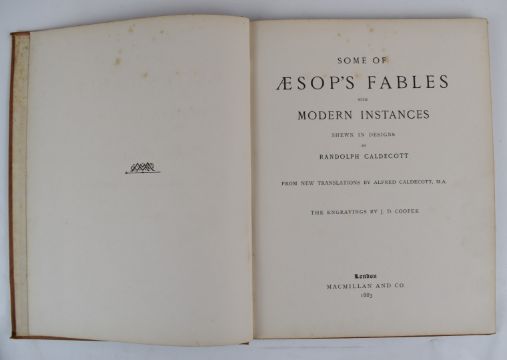 SOME OF
ÆSOP'S FABLES
WITH
MODERN INSTANCES
SHEWN IN DESIGNS
BY
RANDOLPH CALDECOTT
FROM NEW TRANSLATIONS BY ALFRED CALDECOTT, M.A.
THE ENGRAVINGS BY J. D. COOPER
London
MACMILLAN AND CO.
1883